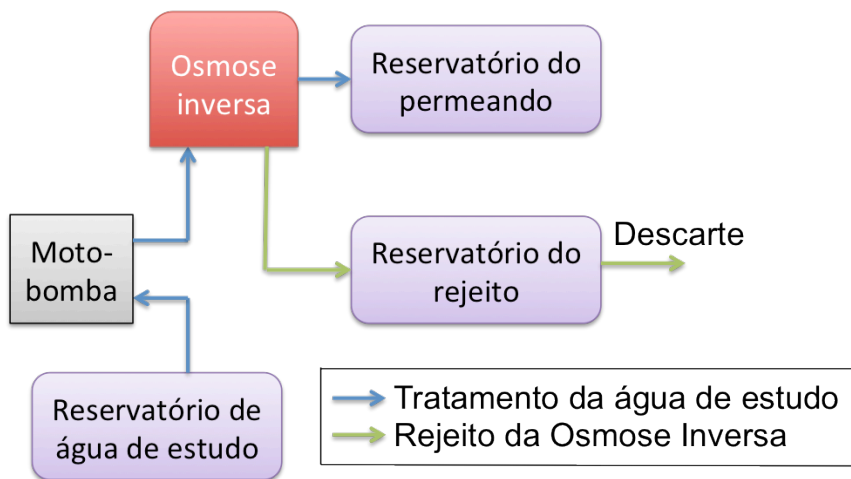 Osmose
inversa
Reservatório do
permeando
Moto-
bomba
Reservatório do
rejeito
Descarte
Reservatório de
água de estudo
Tratamento da água de estudo
Rejeito da Osmose Inversa